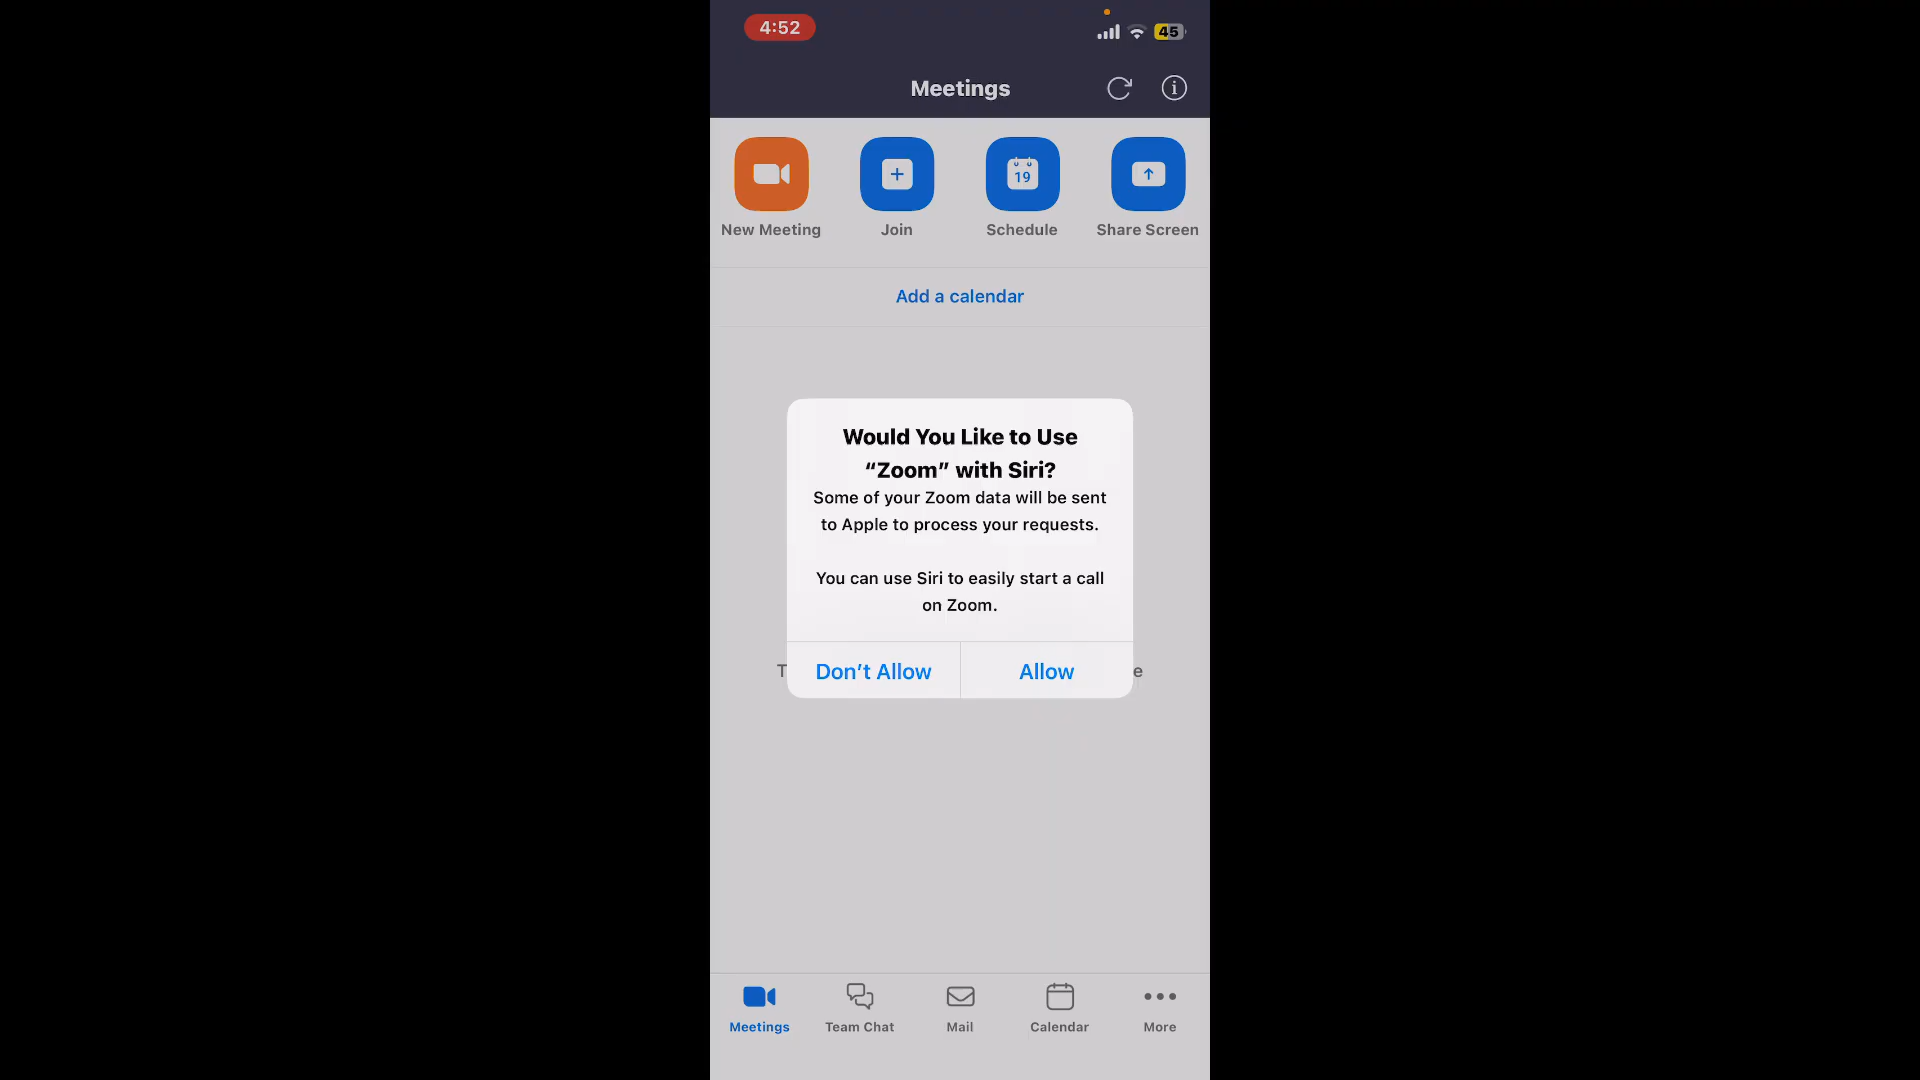 4:52
45
Meetings
19
New Meeting
Join
Schedule
Share Screen
Add a calendar
Would You Like to Use
“Zoom” with Siri?
Some of your Zoom data will be sent
to Apple to process your requests.
You can use Siri to easily start a call
on Zoom.
T
Don’t Allow
Allow
e
Meetings
Team Chat
Mail
Calendar
More